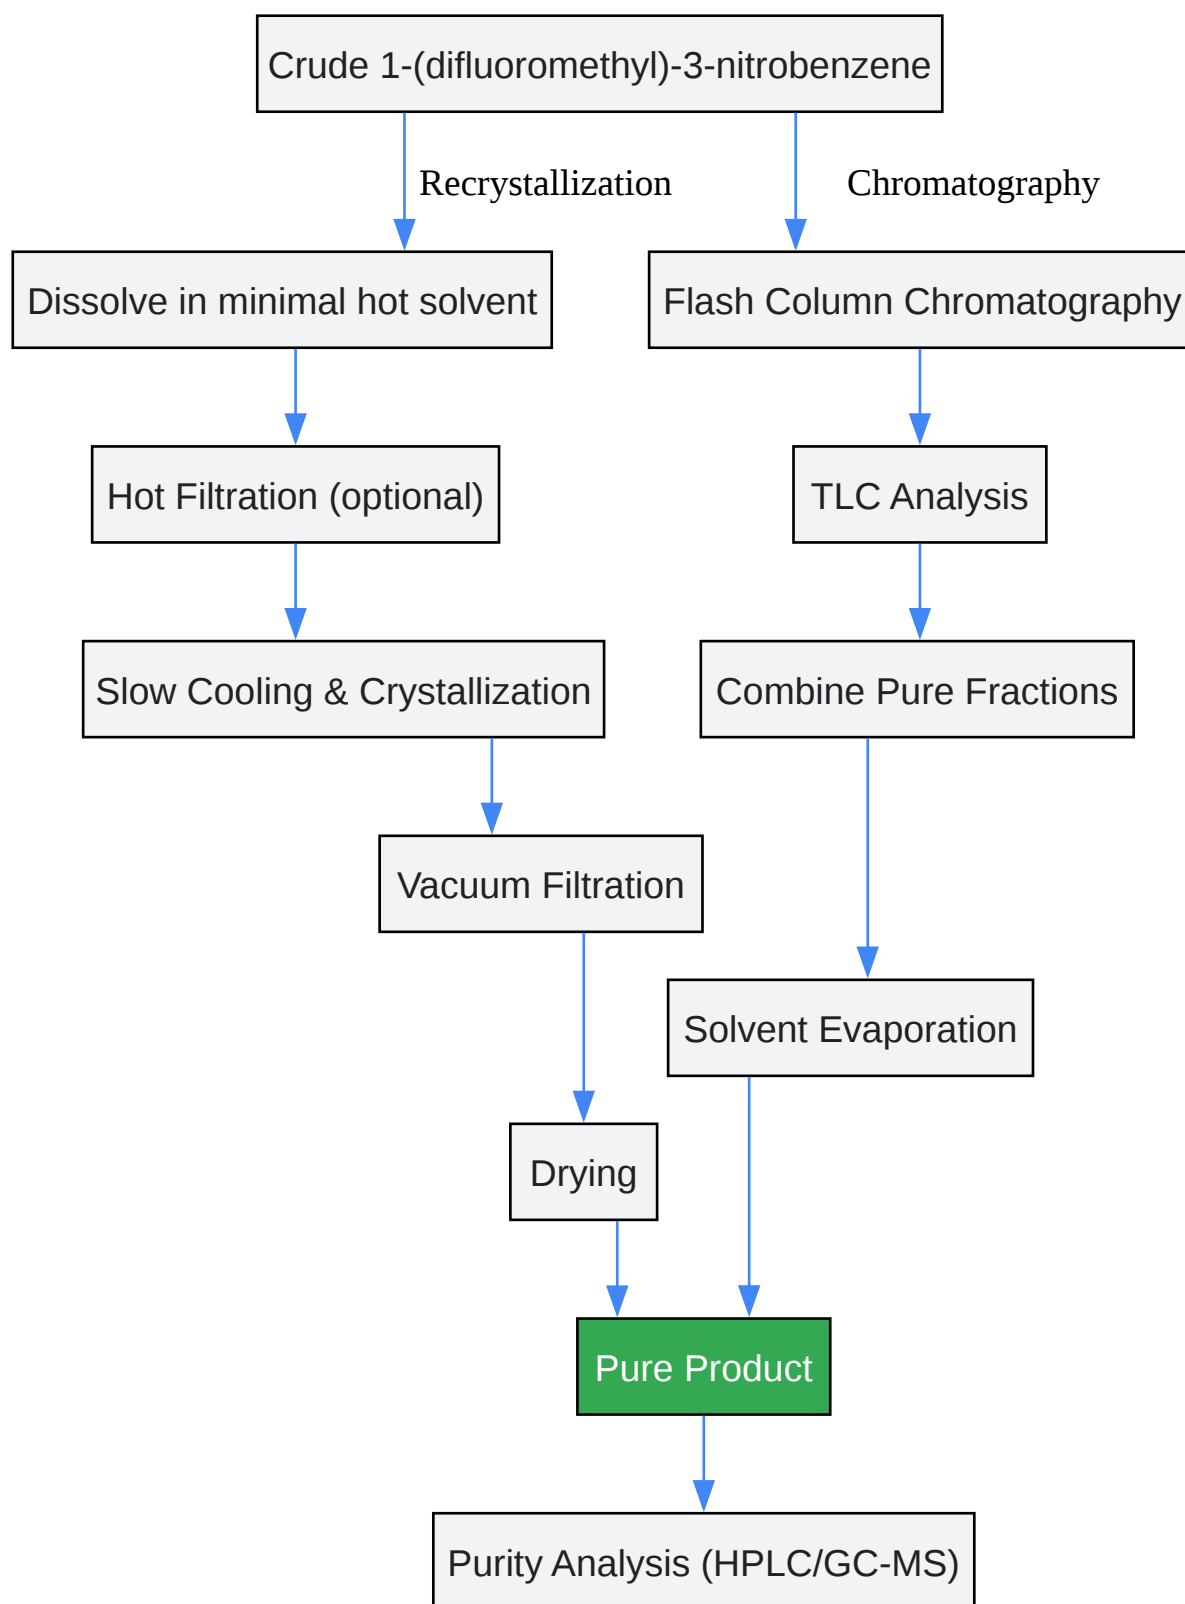 Crude 1-(difluoromethyl)-3-nitrobenzene
Recrystallization
Chromatography
Dissolve in minimal hot solvent
Flash Column Chromatography
Hot Filtration (optional)
TLC Analysis
Slow Cooling & Crystallization
Combine Pure Fractions
Vacuum Filtration
Solvent Evaporation
Drying
Pure Product
Purity Analysis (HPLC/GC-MS)